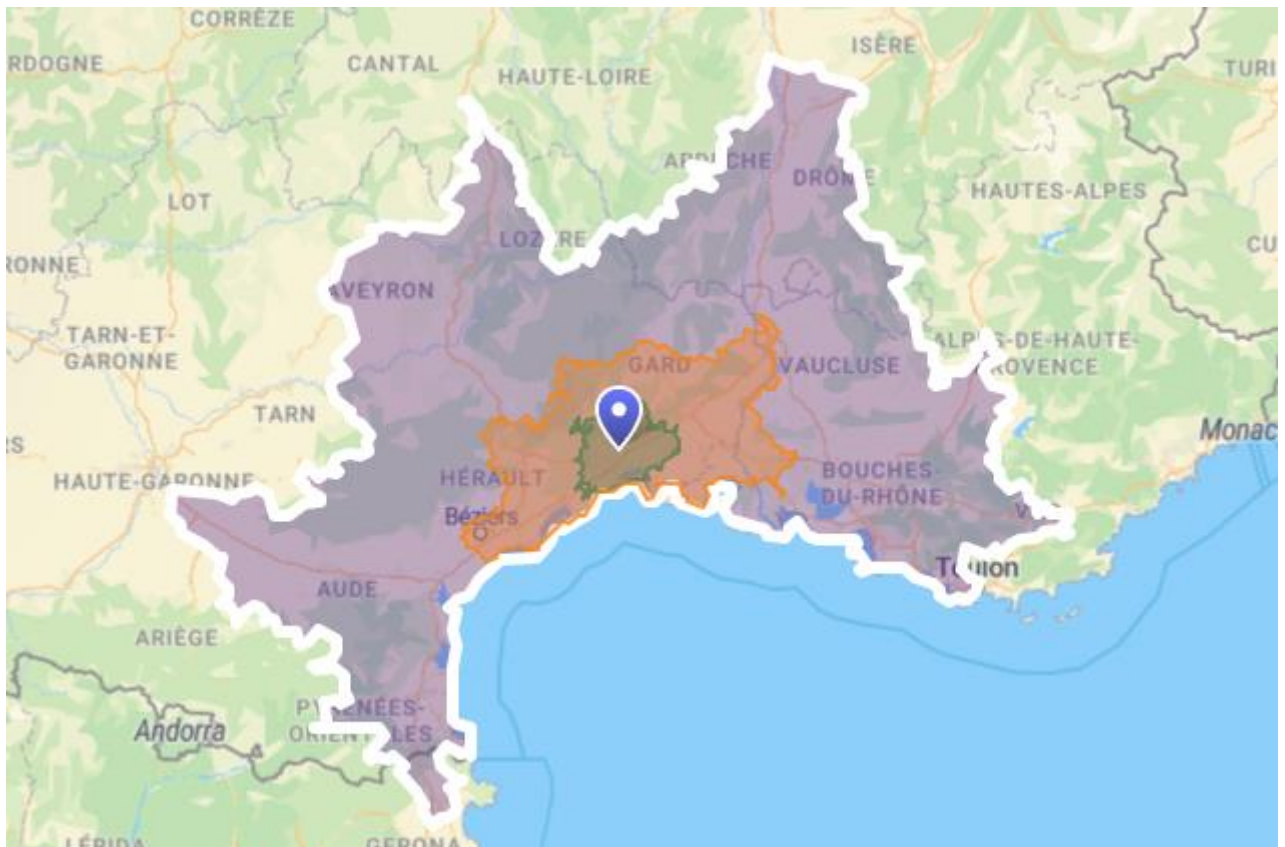 CORRÈZE
ISÈRE
RDOGNE
CANTAL
HAUTE-LOIRE
TURI
ARDÈCHE
DRÔME
HAUTES-ALPES
LOT
LOZÈRE
CU
RONNE
AVEYRON
TARN-ET-
GARONNE
ALPES-DE-HAUTE-
PROVENCE
GARD
VAUCLUSE
TARN
Monac
RS
HAUTE-GARONNE
HÉRAULT
BOUCHES-
DU-RHÔNE
Béziers
V
Toulon
AUDE
ARIÈGE
PYRÉNÉES-
ORIENTALES
Andorra
LÉRIDA
GERONA